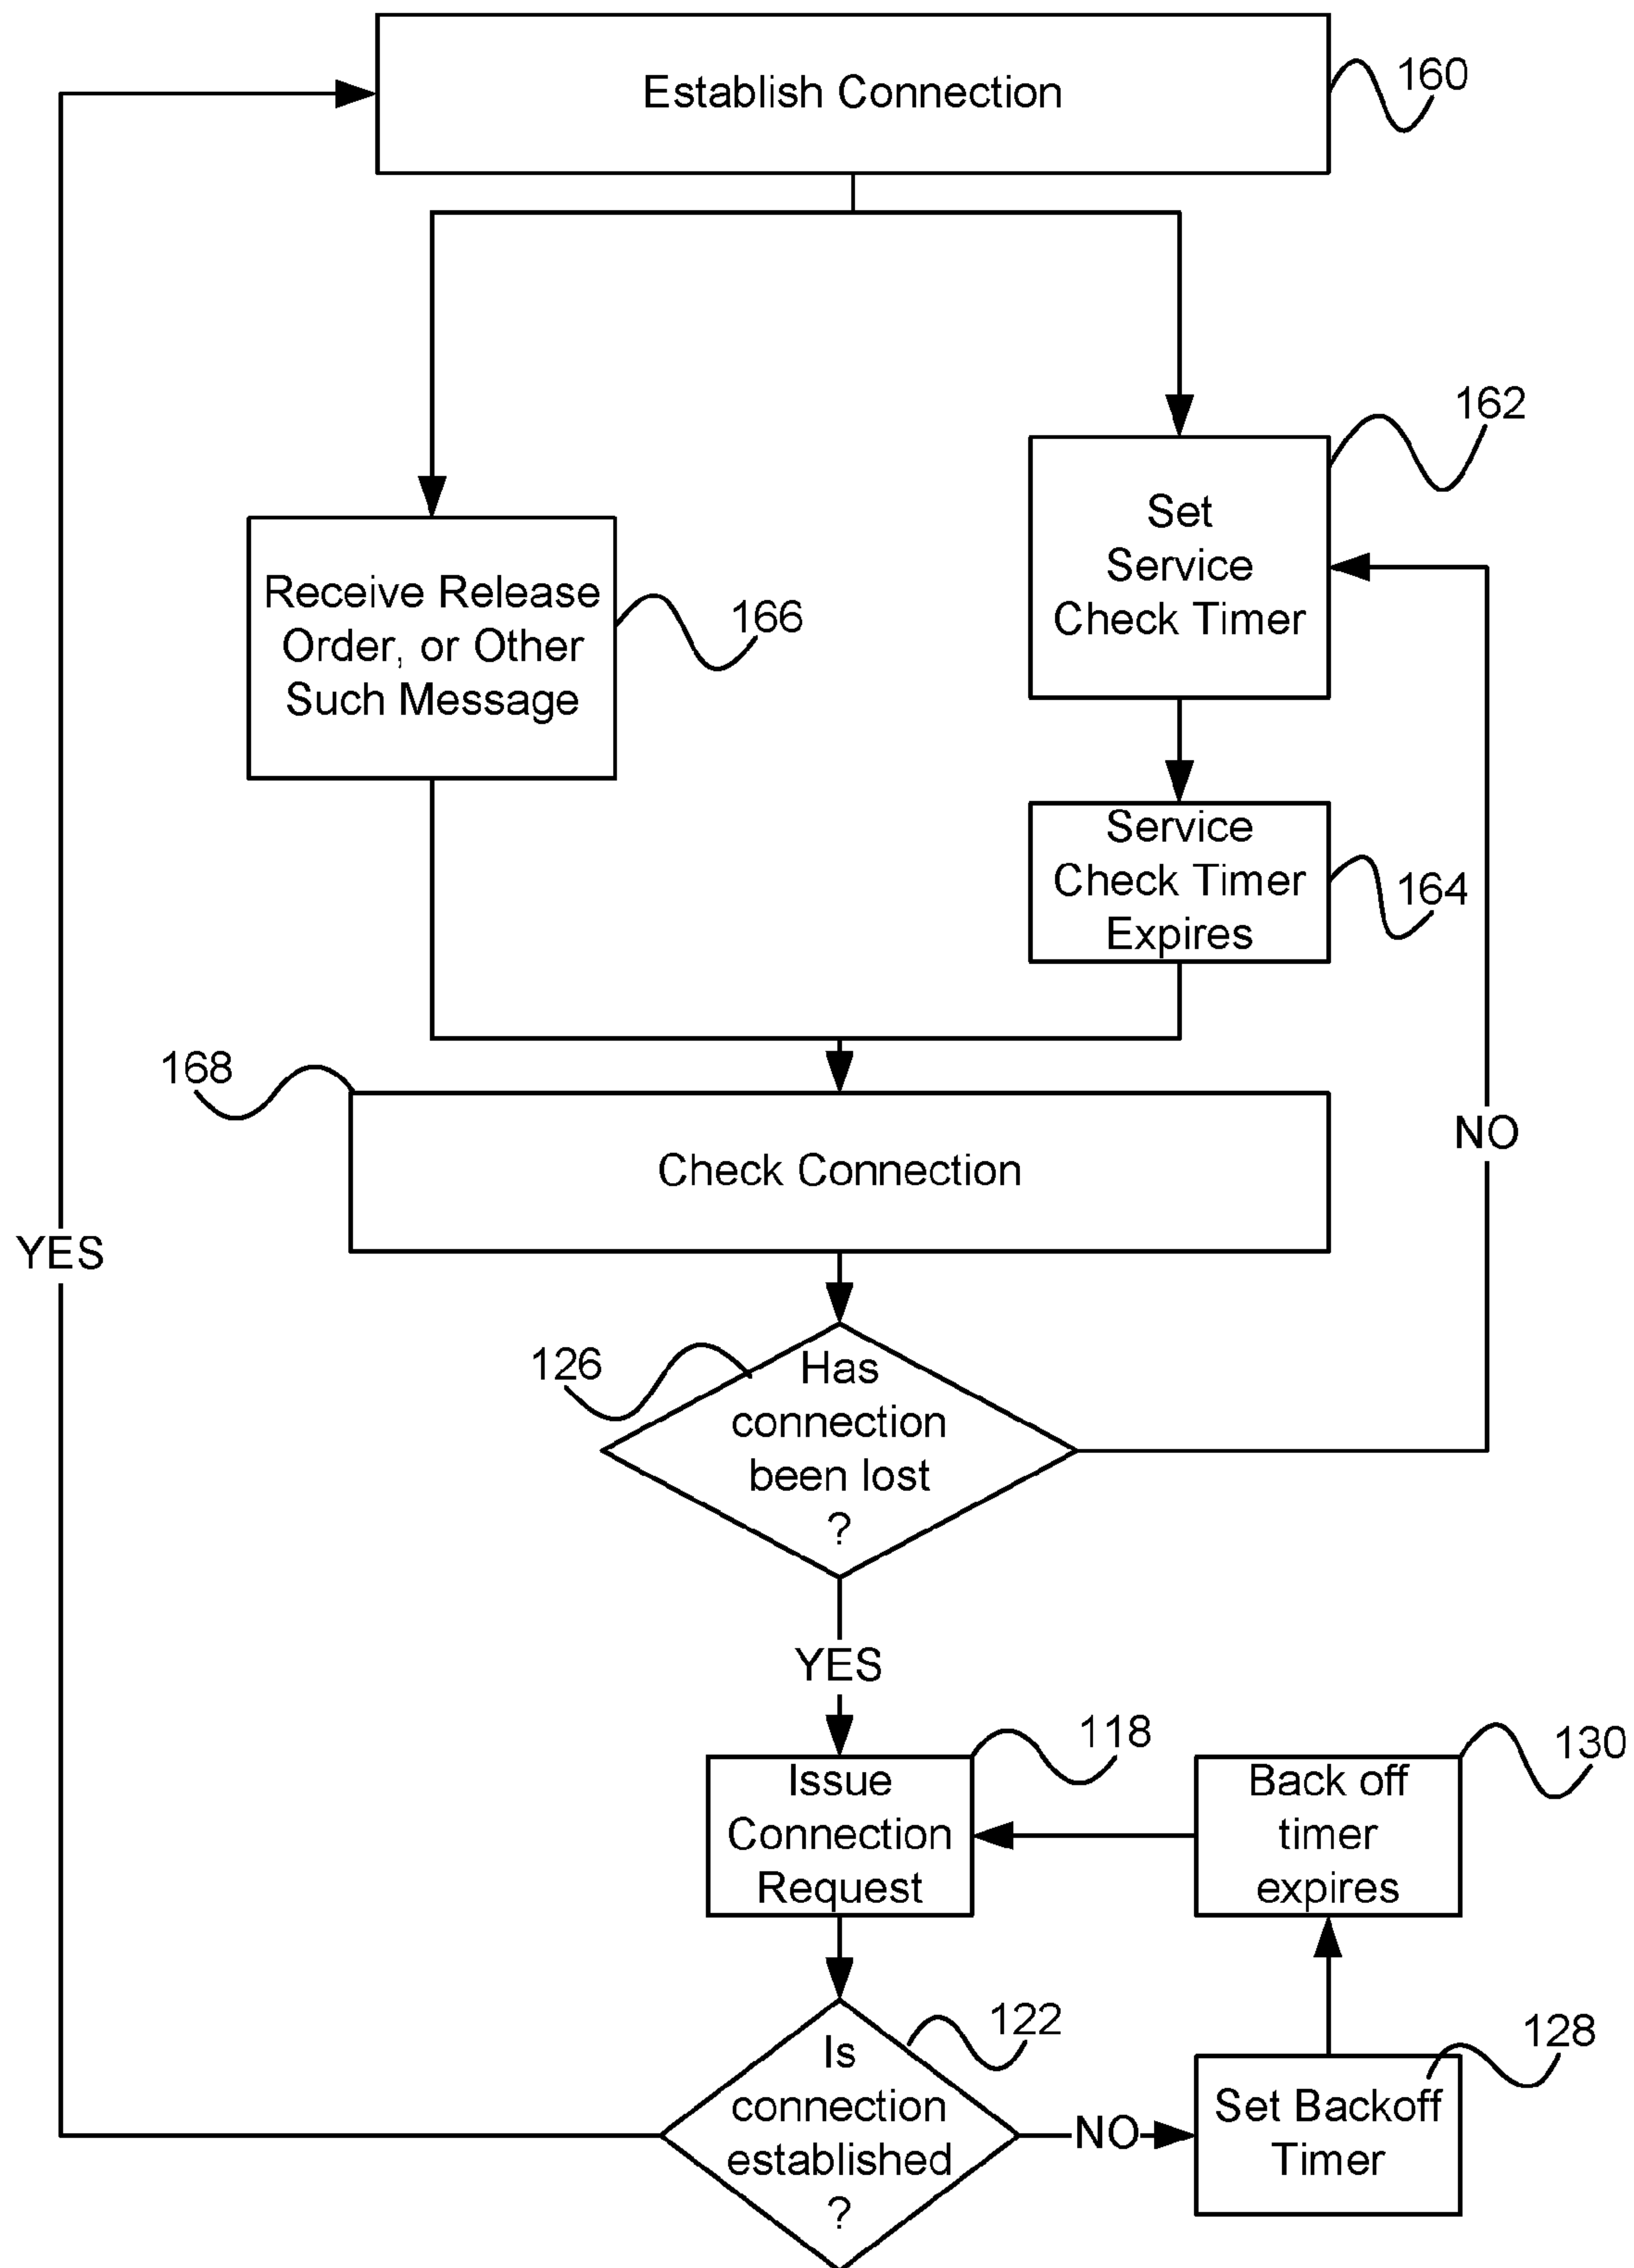 Establish Connection
160
162
Set
Service
Check Timer
Receive Release
Order, or Other
Such Message
166
Service
Check Timer
Expires
164
168
Check Connection
NO
YES
126
Has
connection
been lost
?
YES
118
130
Issue
Connection
Request
Back off
timer
expires
122
128
Is
connection
established
?
NO
Set Backoff
Timer